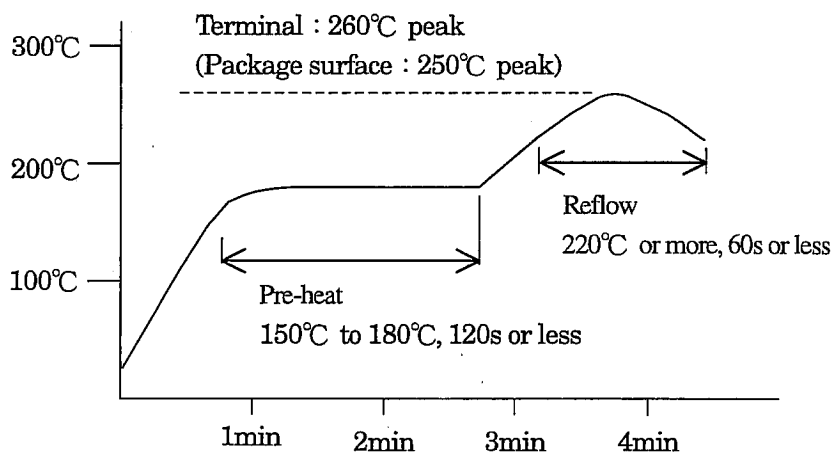 Terminal : 260℃ peak
(Package surface : 250℃ peak)
300℃
200℃
100℃
Reflow
220℃ or more, 60s or less
Pre-heat
150℃ to 180℃, 120s or less
1min
2min
3min
4min